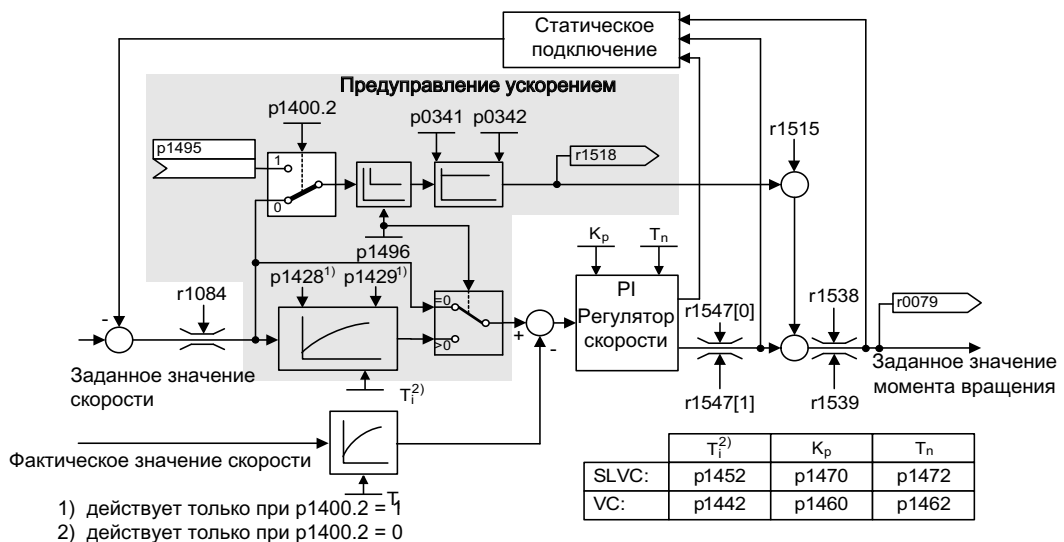 Статическое
подключение
Предуправление ускорением
p1400.2
p0341
p0342
r1515
p1495
r1518
1
0
p1496
Kp
Tn
p1428¹⁾
p1429¹⁾
r1084
=0
>0
PI
Регулятор
скорости
r1547[0]
r1538
r0079
-
+
-
Заданное значение
скорости
Ti²⁾
r1547[1]
r1539
Заданное значение
момента вращения
Фактическое значение скорости
Ti
Ti²⁾ Kp Tn
SLVC: p1452 p1470 p1472
VC: p1442 p1460 p1462
1) действует только при p1400.2 = 1
2) действует только при p1400.2 = 0